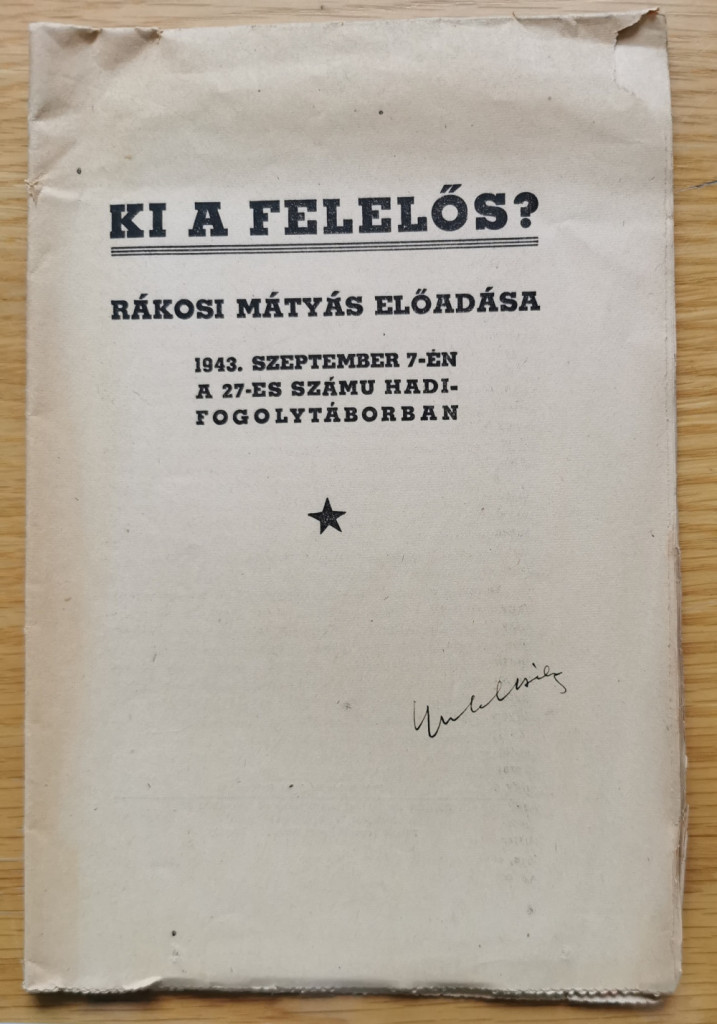 KI A FELELŐS?
RÁKOSI MÁTYÁS ELŐADÁSA
1943. SZEPTEMBER 7-ÉN
A 27-ES SZÁMU HADI-
FOGOLYTÁBORBAN